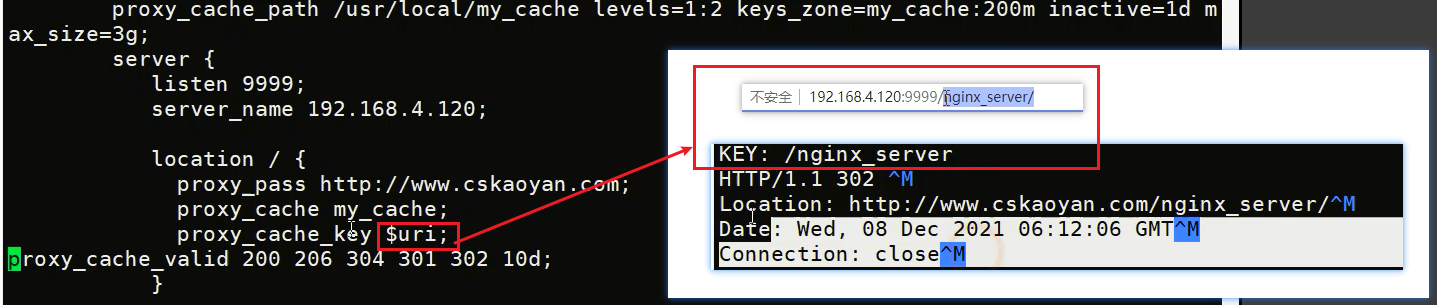 proxy_cache_path /usr/local/my_cache levels=1:2 keys_zone=my_cache:200m inactive=1d m
ax_size=3g;
server {
listen 9999;
server_name 192.168.4.120;
location / {
proxy_pass http://www.cskaoyan.com;
proxy_cache my_cache;
proxy_cache_key $uri;
proxy_cache_valid 200 206 304 301 302 10d;
}
不安全 192.168.4.120:9999/nginx_server/
KEY: /nginx_server
HTTP/1.1 302 ^M
Location: http://www.cskaoyan.com/nginx_server/^M
Date: Wed, 08 Dec 2021 06:12:06 GMT^M
Connection: close^M